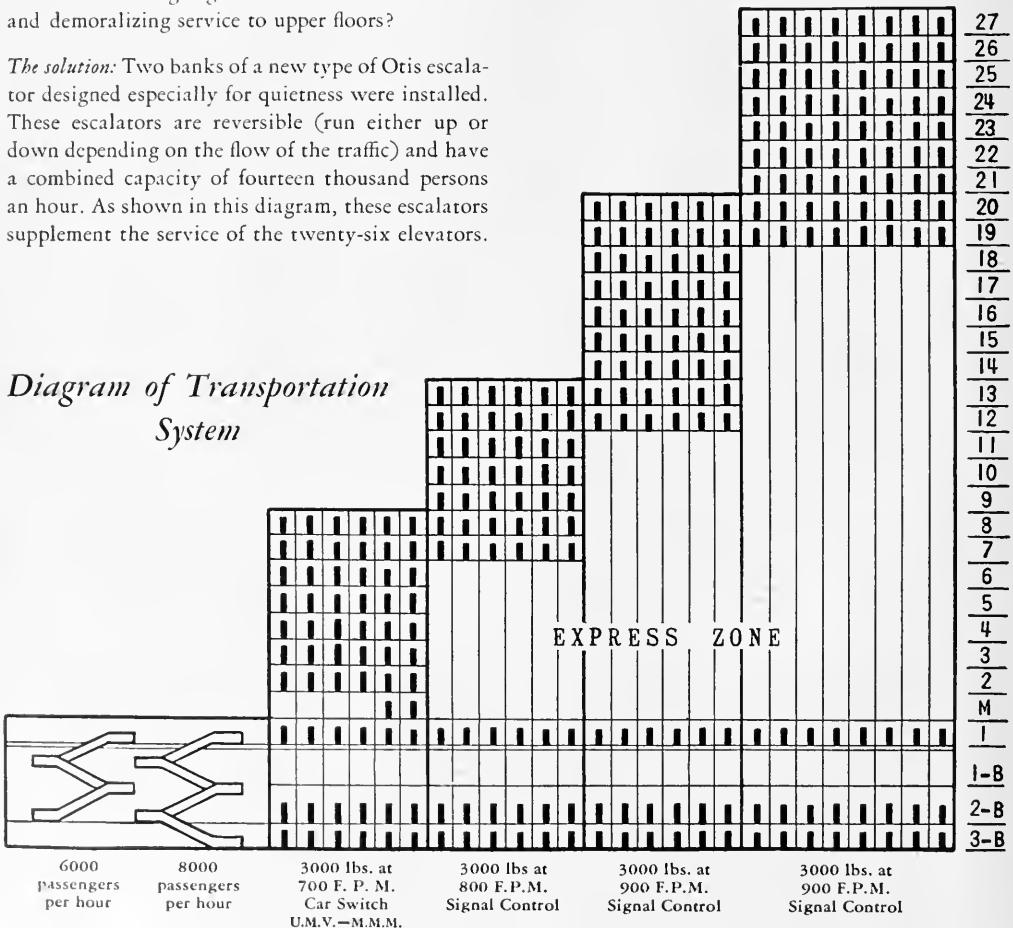 and demoralizing service to upper floors?
The solution: Two banks of a new type of Otis escala-
tor designed especially for quietness were installed.
These escalators are reversible (run either up or
down depending on the flow of the traffic) and have
a combined capacity of fourteen thousand persons
an hour. As shown in this diagram, these escalators
supplement the service of the twenty-six elevators.
Diagram of Transportation
System
27
26
25
24
23
22
21
20
19
18
17
16
15
14
13
12
11
10
9
8
7
6
5
4
3
2
M
1
1-B
2-B
3-B
EXPRESS ZONE
6000
passengers
per hour
8000
passengers
per hour
3000 lbs. at
700 F. P. M.
Car Switch
U.M.V.—M.M.M.
3000 lbs. at
800 F.P.M.
Signal Control
3000 lbs. at
900 F.P.M.
Signal Control
3000 lbs. at
900 F.P.M.
Signal Control